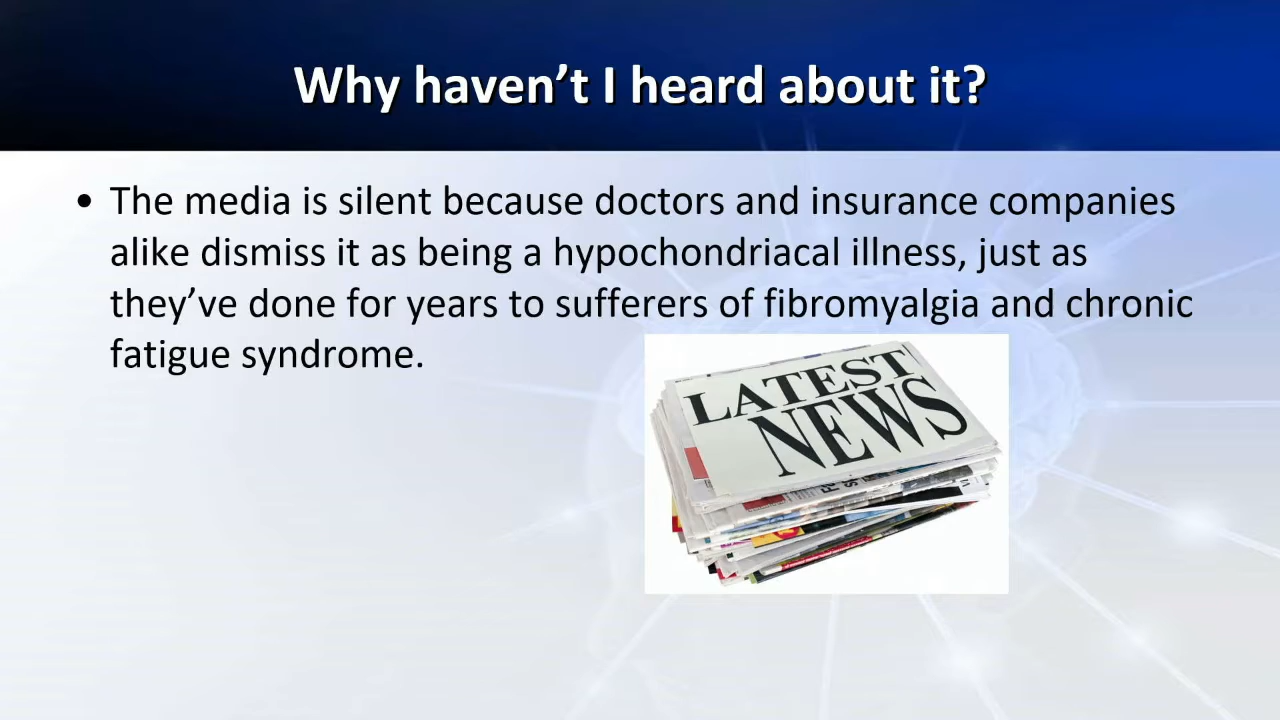 Why haven’t I heard about it?
• The media is silent because doctors and insurance companies
alike dismiss it as being a hypochondriacal illness, just as
they’ve done for years to sufferers of fibromyalgia and chronic
fatigue syndrome.
LATEST
NEWS